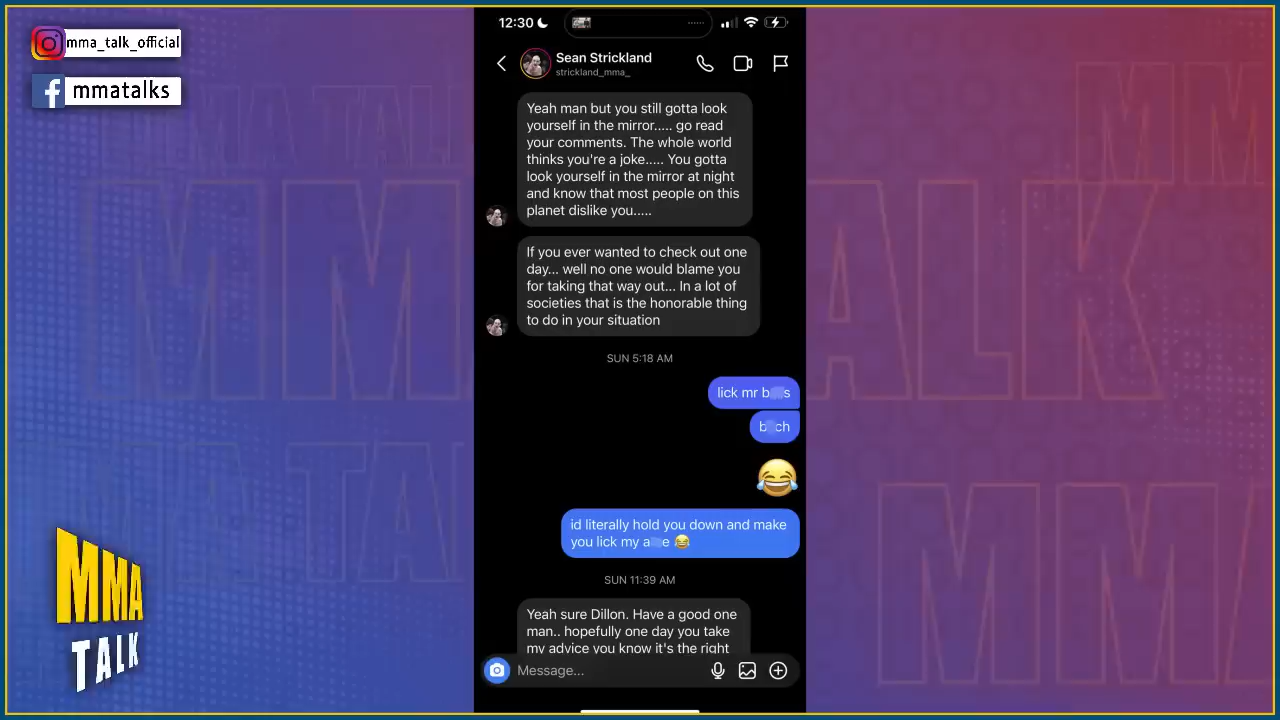 mma_talk_official
mmatalks
12:30
Sean Strickland
strickland_mma_
Yeah man but you still gotta look
yourself in the mirror..... go read
your comments. The whole world
thinks you're a joke..... You gotta
look yourself in the mirror at night
and know that most people on this
planet dislike you.....
If you ever wanted to check out one
day... well no one would blame you
for taking that way out... In a lot of
societies that is the honorable thing
to do in your situation
SUN 5:18 AM
lick mr b s
b ch
id literally hold you down and make
you lick my a e 😂
SUN 11:39 AM
Yeah sure Dillon. Have a good one
man.. hopefully one day you take
my advice you know it's the right
Message...
MMA
TALK
MMA TALK